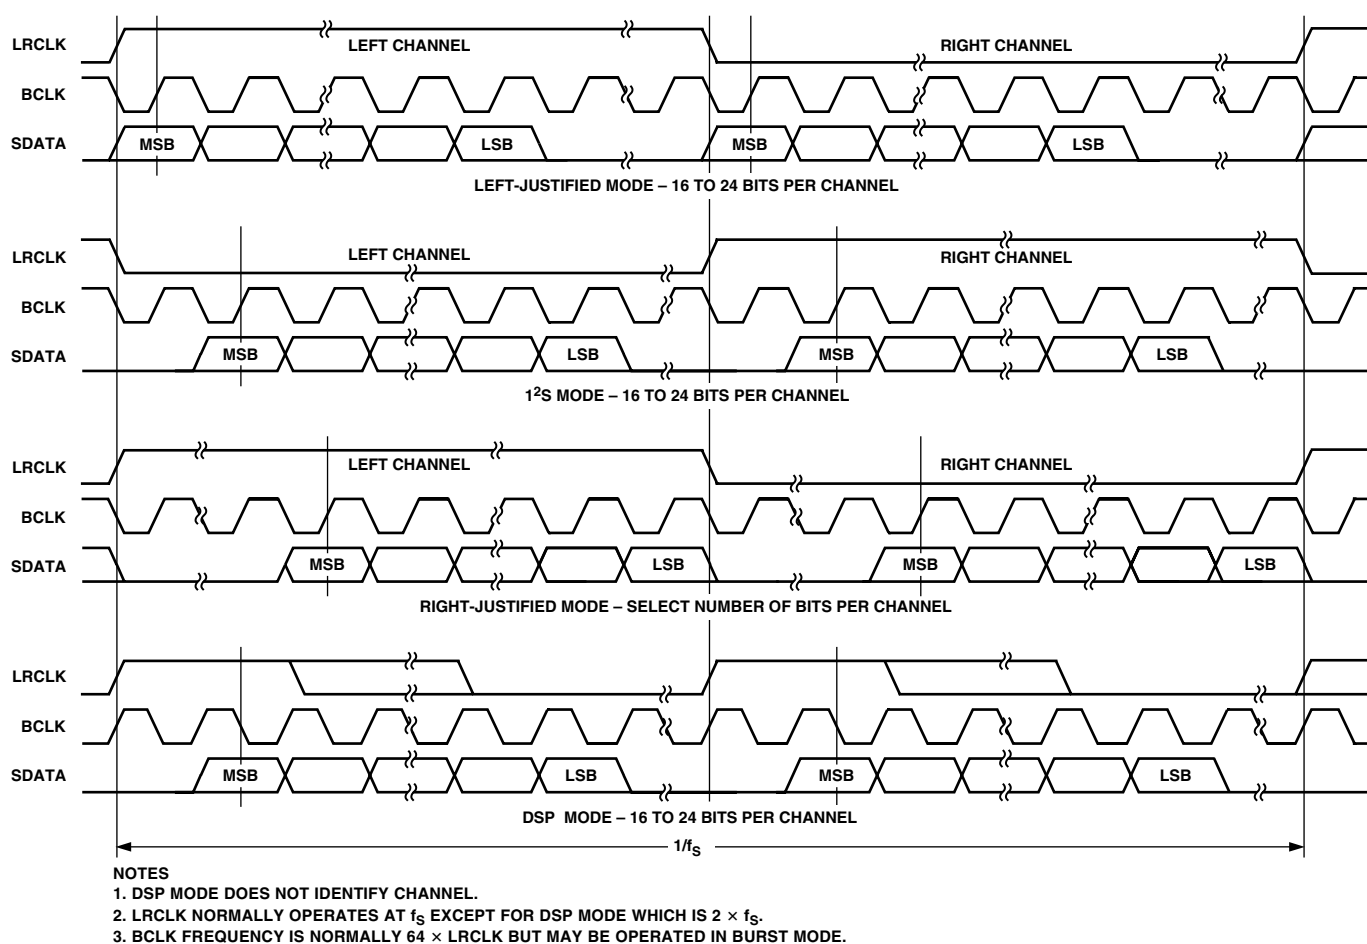 LRCLK LEFT CHANNEL RIGHT CHANNEL
BCLK
SDATA MSB LSB MSB LSB
LEFT-JUSTIFIED MODE – 16 TO 24 BITS PER CHANNEL
LRCLK LEFT CHANNEL RIGHT CHANNEL
BCLK
SDATA MSB LSB MSB LSB
1²S MODE – 16 TO 24 BITS PER CHANNEL
LRCLK LEFT CHANNEL RIGHT CHANNEL
BCLK
SDATA MSB LSB MSB LSB
RIGHT-JUSTIFIED MODE – SELECT NUMBER OF BITS PER CHANNEL
LRCLK
BCLK
SDATA MSB LSB MSB LSB
DSP MODE – 16 TO 24 BITS PER CHANNEL
1/fS
NOTES
1. DSP MODE DOES NOT IDENTIFY CHANNEL.
2. LRCLK NORMALLY OPERATES AT fS EXCEPT FOR DSP MODE WHICH IS 2 × fS.
3. BCLK FREQUENCY IS NORMALLY 64 × LRCLK BUT MAY BE OPERATED IN BURST MODE.